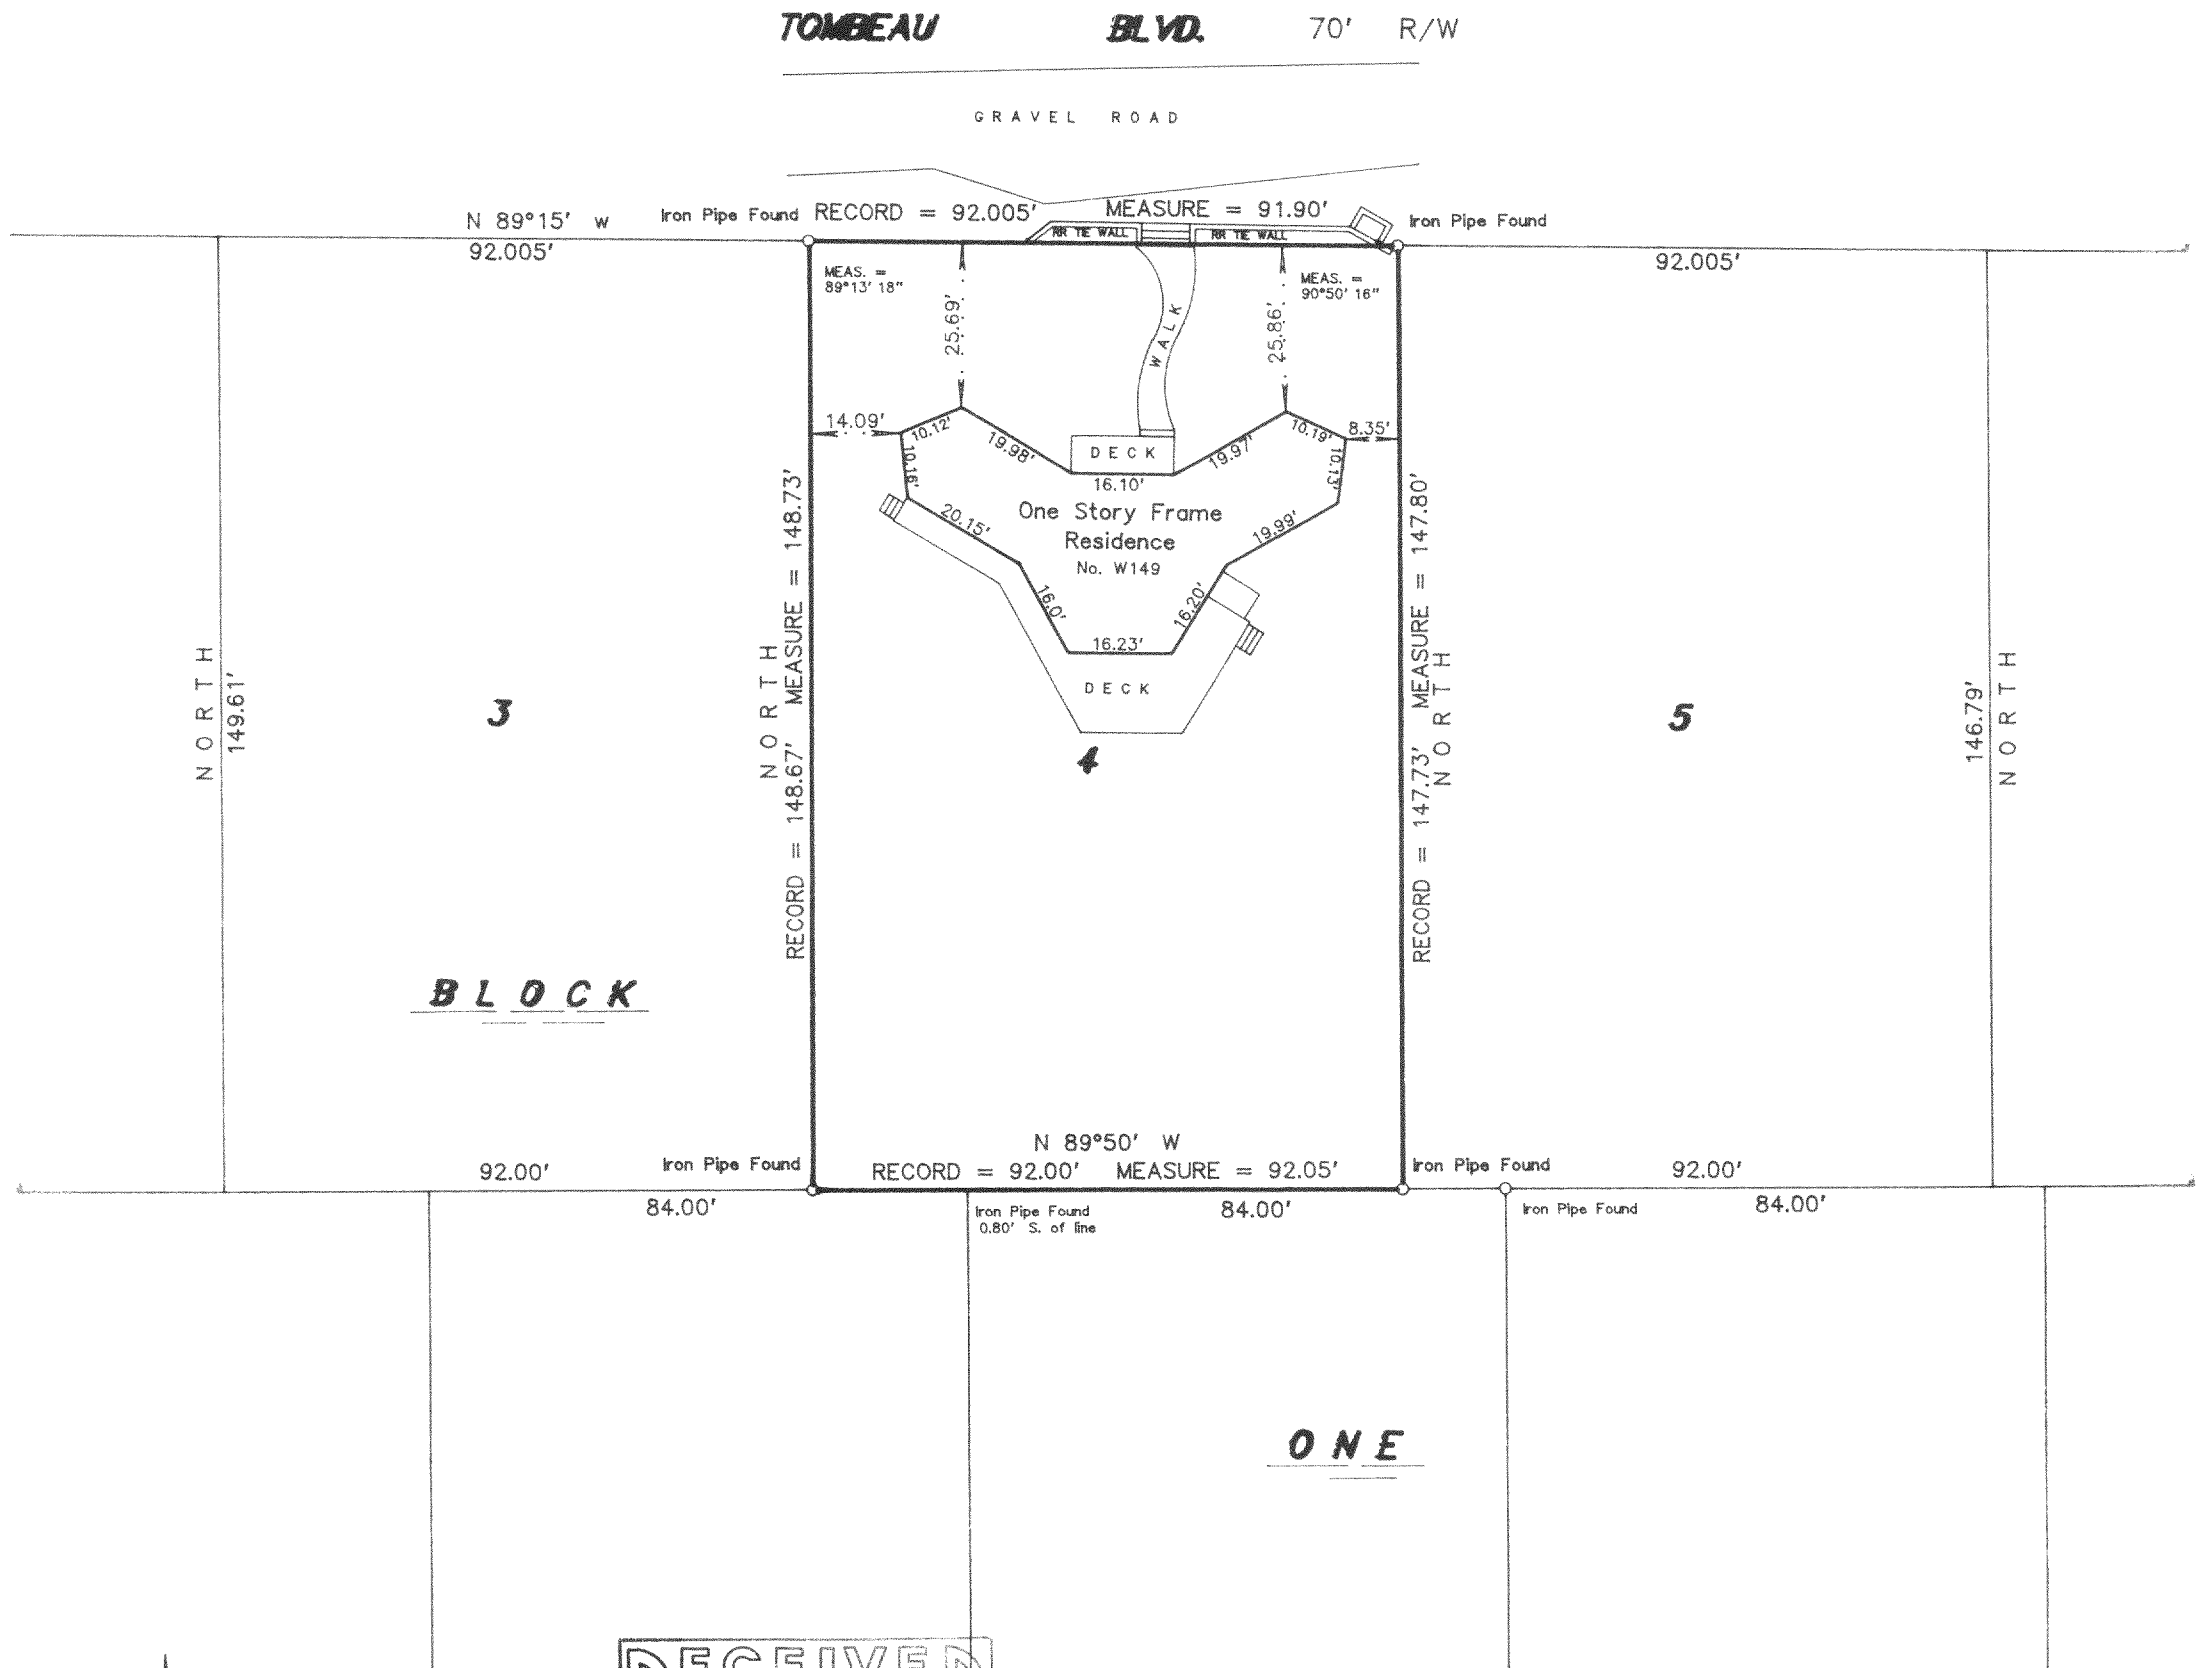 TOMBEAU BLVD. 70' R/W
GRAVEL ROAD
N 89°15' w
92.005'
Iron Pipe Found
RECORD = 92.005' MEASURE = 91.90'
Iron Pipe Found
RR TIE WALL
RR TIE WALL
92.005'
MEAS. =
89°13' 18"
MEAS. =
90°50' 16"
25.69'
WALK
25.86'
14.09'
10.12'
19.98'
DECK
19.97'
10.19'
8.35'
10.16'
16.10'
10.13'
20.15'
One Story Frame
Residence
No. W149
19.99'
16.0'
16.23'
16.20'
DECK
NORTH
149.61'
3
NORTH
RECORD = 148.67' MEASURE = 148.73'
4
RECORD = 147.73' MEASURE = 147.80'
NORTH
5
146.79'
NORTH
BLOCK
N 89°50' W
92.00'
Iron Pipe Found
RECORD = 92.00' MEASURE = 92.05'
Iron Pipe Found
92.00'
84.00'
Iron Pipe Found
0.80' S. of line
84.00'
Iron Pipe Found
84.00'
ONE
RECEIVED